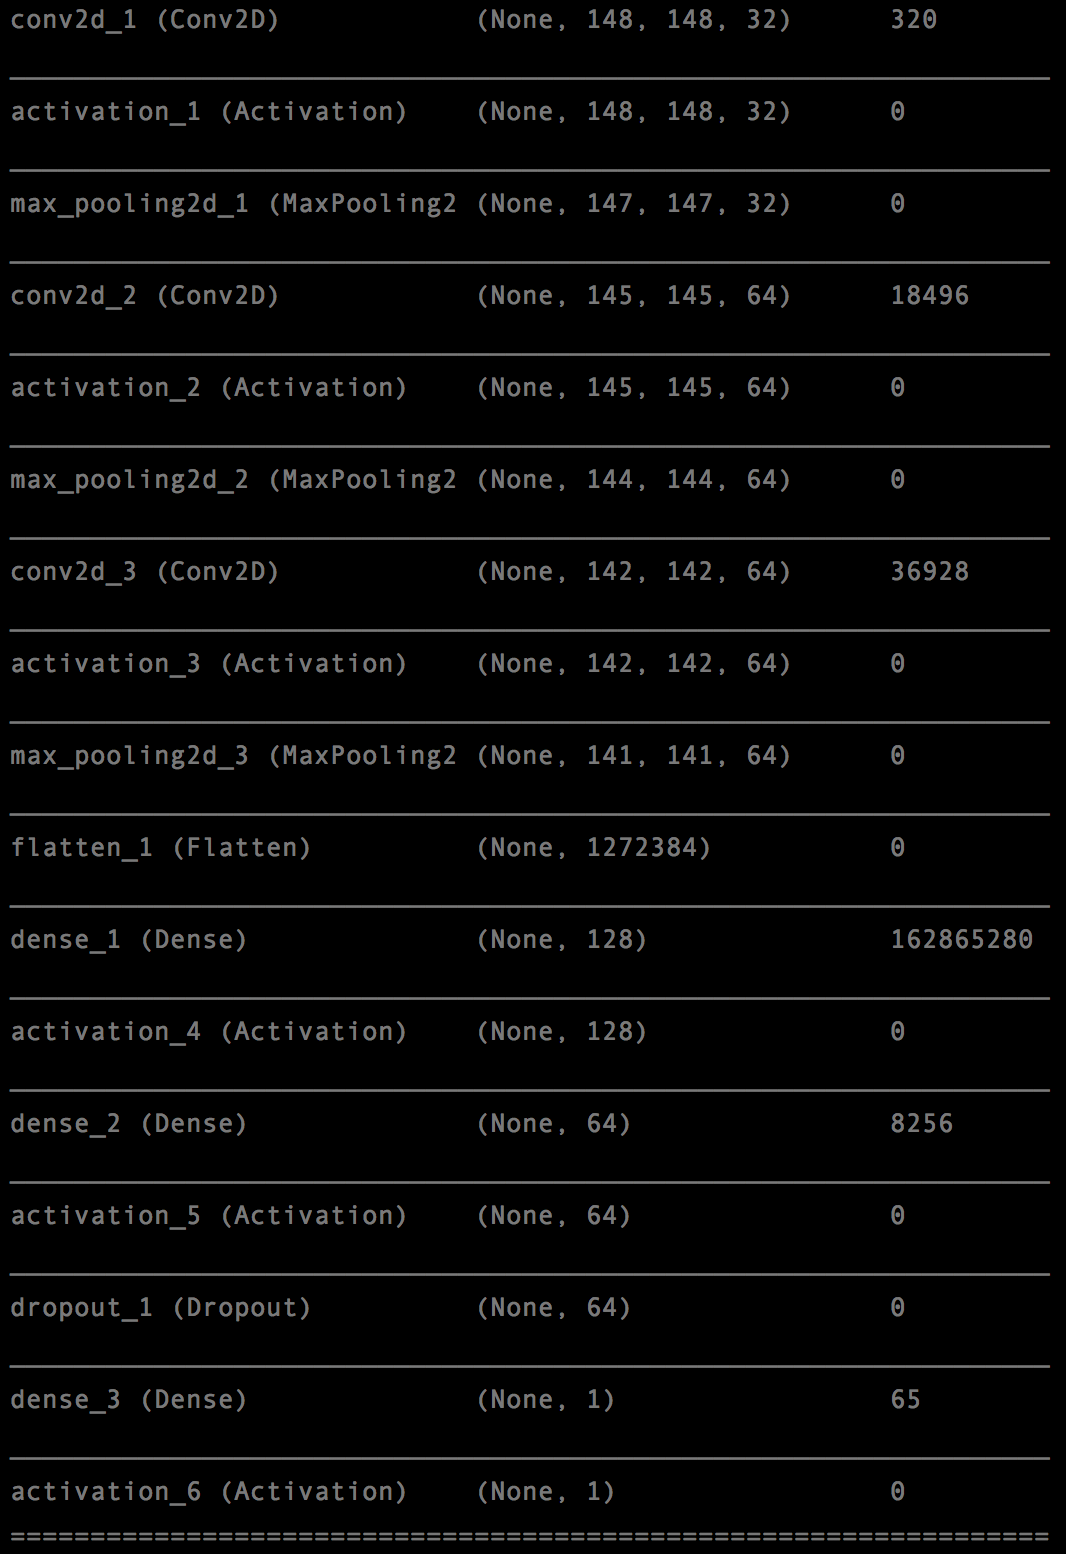 conv2d_1 (Conv2D) (None, 148, 148, 32) 320
activation_1 (Activation) (None, 148, 148, 32) 0
max_pooling2d_1 (MaxPooling2 (None, 147, 147, 32) 0
conv2d_2 (Conv2D) (None, 145, 145, 64) 18496
activation_2 (Activation) (None, 145, 145, 64) 0
max_pooling2d_2 (MaxPooling2 (None, 144, 144, 64) 0
conv2d_3 (Conv2D) (None, 142, 142, 64) 36928
activation_3 (Activation) (None, 142, 142, 64) 0
max_pooling2d_3 (MaxPooling2 (None, 141, 141, 64) 0
flatten_1 (Flatten) (None, 1272384) 0
dense_1 (Dense) (None, 128) 162865280
activation_4 (Activation) (None, 128) 0
dense_2 (Dense) (None, 64) 8256
activation_5 (Activation) (None, 64) 0
dropout_1 (Dropout) (None, 64) 0
dense_3 (Dense) (None, 1) 65
activation_6 (Activation) (None, 1) 0
=================================================================